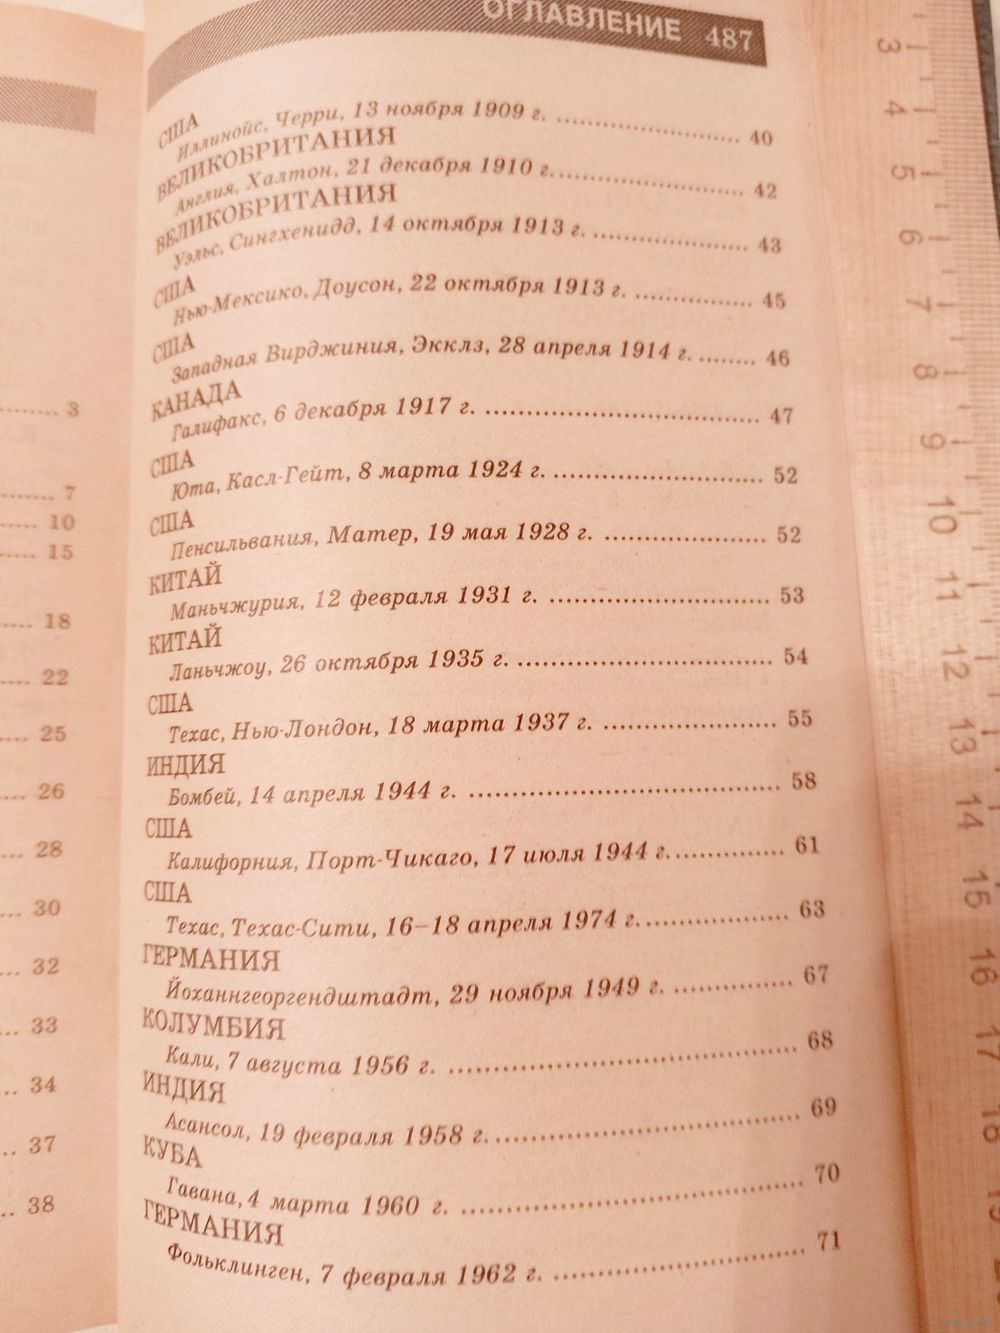 ОГЛАВЛЕНИЕ 487
США
Иллинойс, Черри, 13 ноября 1909 г. .................... 40
ВЕЛИКОБРИТАНИЯ
Англия, Халтон, 21 декабря 1910 г. .................... 42
ВЕЛИКОБРИТАНИЯ
Уэльс, Сингхенидд, 14 октября 1913 г. ................ 43
США
Нью-Мексико, Доусон, 22 октября 1913 г. ............ 45
США
Западная Вирджиния, Экклз, 28 апреля 1914 г. ....... 46
КАНАДА
Галифакс, 6 декабря 1917 г. ............................ 47
США
Юта, Касл-Гейт, 8 марта 1924 г. ...................... 52
США
Пенсильвания, Матер, 19 мая 1928 г. ................. 52
КИТАЙ
Маньчжурия, 12 февраля 1931 г. ...................... 53
КИТАЙ
Ланьчжоу, 26 октября 1935 г. .......................... 54
США
Техас, Нью-Лондон, 18 марта 1937 г. ................. 55
ИНДИЯ
Бомбей, 14 апреля 1944 г. .............................. 58
США
Калифорния, Порт-Чикаго, 17 июля 1944 г. ........... 61
США
Техас, Техас-Сити, 16–18 апреля 1974 г. .............. 63
ГЕРМАНИЯ
Йоханнгеоргендштадт, 29 ноября 1949 г. ............. 67
КОЛУМБИЯ
Кали, 7 августа 1956 г. ................................. 68
ИНДИЯ
Асансол, 19 февраля 1958 г. ............................ 69
КУБА
Гавана, 4 марта 1960 г. ................................. 70
ГЕРМАНИЯ
Фольклинген, 7 февраля 1962 г. ....................... 71
3
7
10
15
18
22
25
26
28
30
32
33
34
37
38
3
4
5
6
7
8
9
10
11
12
13
14
15
16
17
18
19